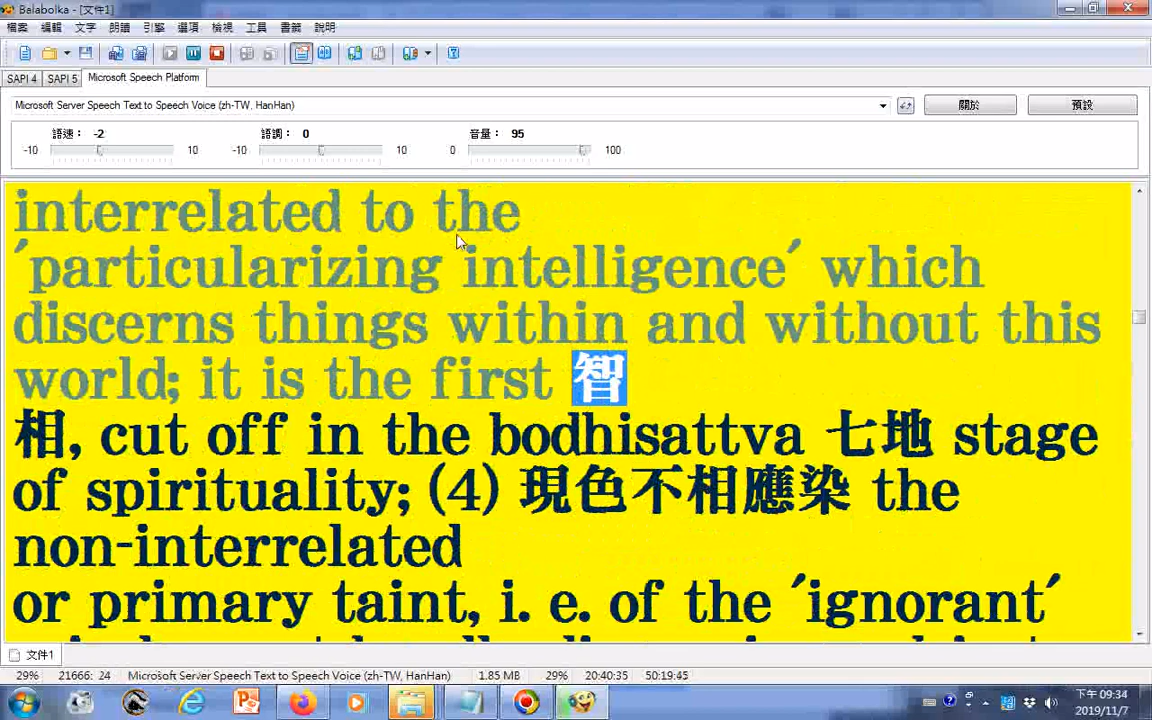 Balabolka - [文件1]
檔案 編輯 文字 朗讀 引擎 選項 檢視 工具 書籤 說明
SAPI 4 SAPI 5 Microsoft Speech Platform
Microsoft Server Speech Text to Speech Voice (zh-TW, HanHan) 關於 預設
語速: -2 語調: 0 音量: 95
-10 10 -10 10 0 100
interrelated to the
'particularizing intelligence' which
discerns things within and without this
world; it is the first 智
相, cut off in the bodhisattva 七地 stage
of spirituality; (4) 現色不相應染 the
non-interrelated
or primary taint, i. e. of the 'ignorant'
文件1
29% 21666: 24 Microsoft Server Speech Text to Speech Voice (zh-TW, HanHan) 1.85 MB 29% 20:40:35 50:19:45
下午 09:34
2019/11/7